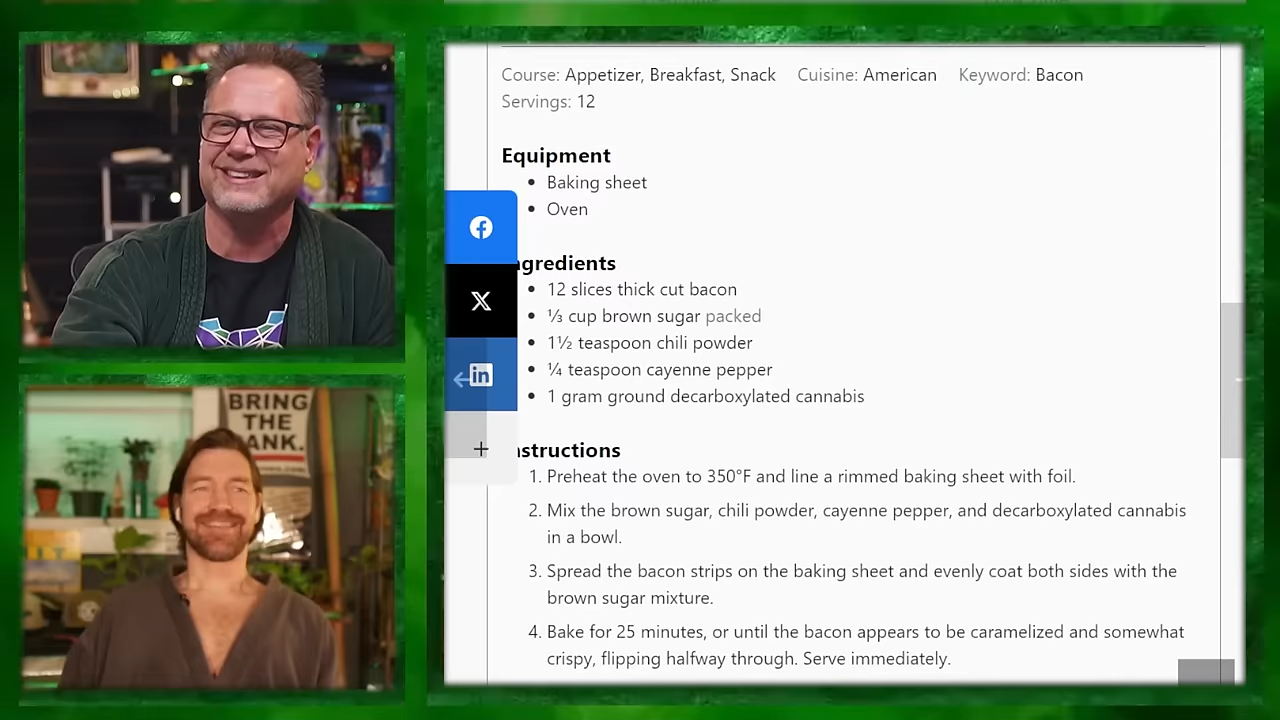 Course: Appetizer, Breakfast, Snack Cuisine: American Keyword: Bacon
Servings: 12
Equipment
Baking sheet
Oven
ngredients
12 slices thick cut bacon
⅓ cup brown sugar packed
1½ teaspoon chili powder
¼ teaspoon cayenne pepper
1 gram ground decarboxylated cannabis
nstructions
1. Preheat the oven to 350°F and line a rimmed baking sheet with foil.
2. Mix the brown sugar, chili powder, cayenne pepper, and decarboxylated cannabis
in a bowl.
3. Spread the bacon strips on the baking sheet and evenly coat both sides with the
brown sugar mixture.
4. Bake for 25 minutes, or until the bacon appears to be caramelized and somewhat
crispy, flipping halfway through. Serve immediately.
in
BRING
THE
ANK.